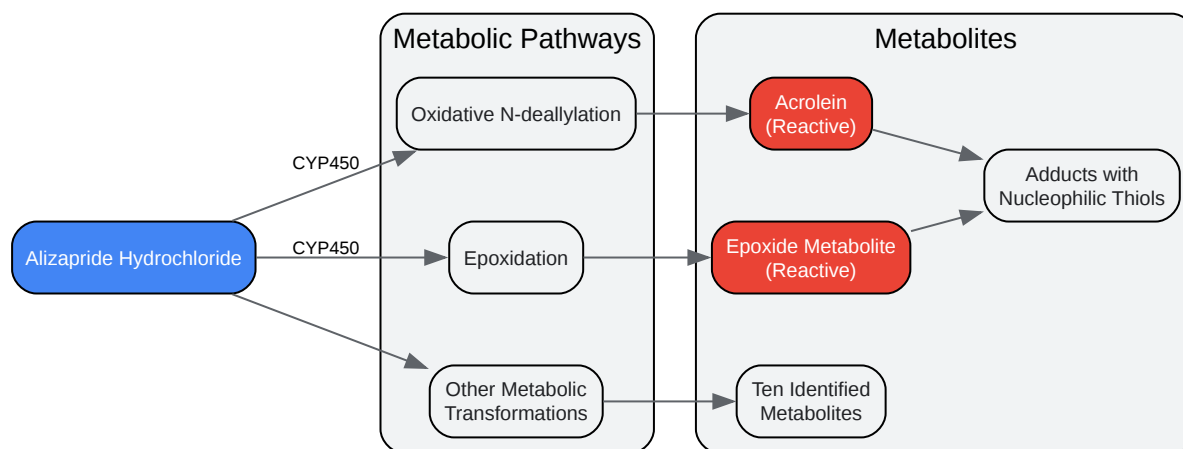 Metabolic Pathways
Metabolites
Oxidative N-deallylation
Acrolein
(Reactive)
CYP450
Adducts with
Nucleophilic Thiols
Alizapride Hydrochloride
CYP450
Epoxidation
Epoxide Metabolite
(Reactive)
Other Metabolic
Transformations
Ten Identified
Metabolites